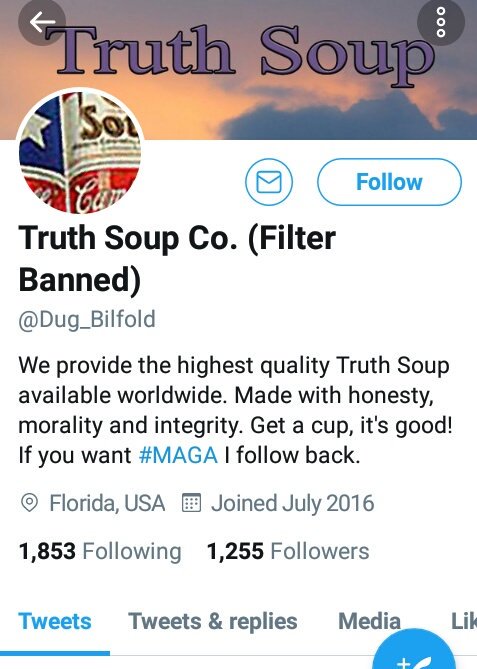 Truth Soup
Sou
Cam
Follow
Truth Soup Co. (Filter
Banned)
@Dug_Bilfold
We provide the highest quality Truth Soup
available worldwide. Made with honesty,
morality and integrity. Get a cup, it's good!
If you want #MAGA I follow back.
Florida, USA Joined July 2016
1,853 Following 1,255 Followers
Tweets Tweets & replies Media Lik